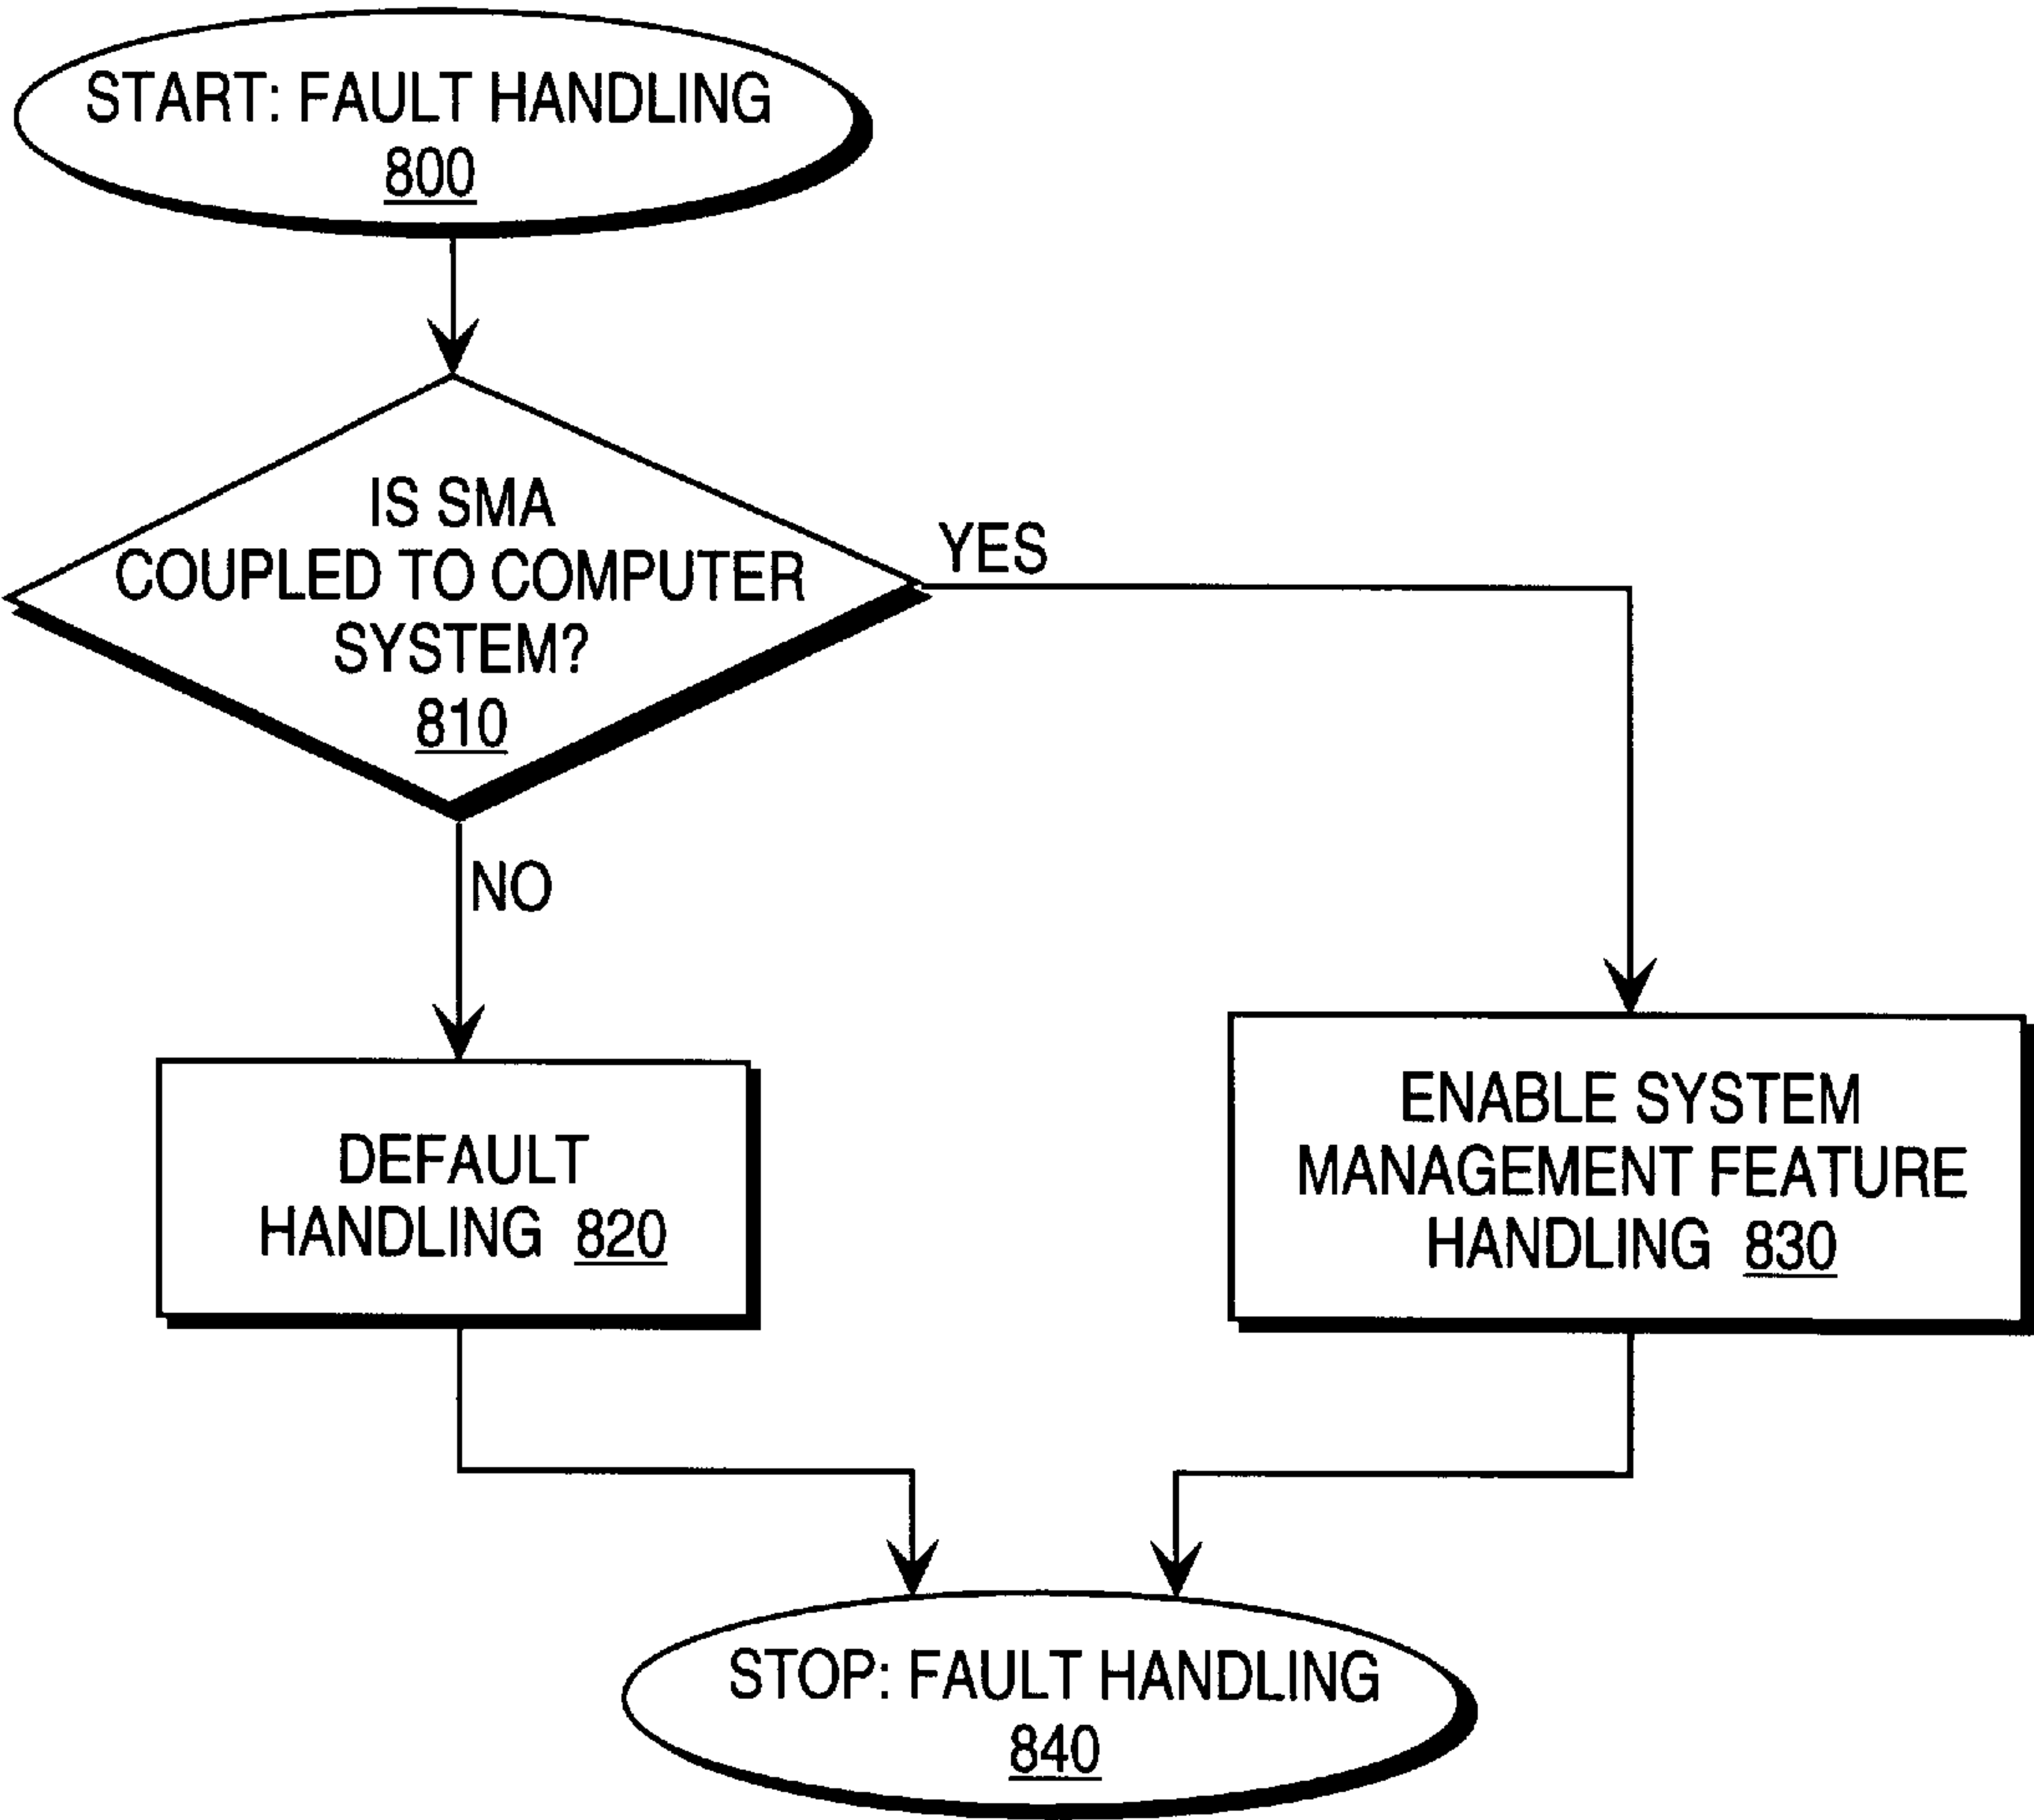 START: FAULT HANDLING
800
IS SMA
COUPLED TO COMPUTER
SYSTEM?
810
YES
NO
DEFAULT
HANDLING 820
ENABLE SYSTEM
MANAGEMENT FEATURE
HANDLING 830
STOP: FAULT HANDLING
840